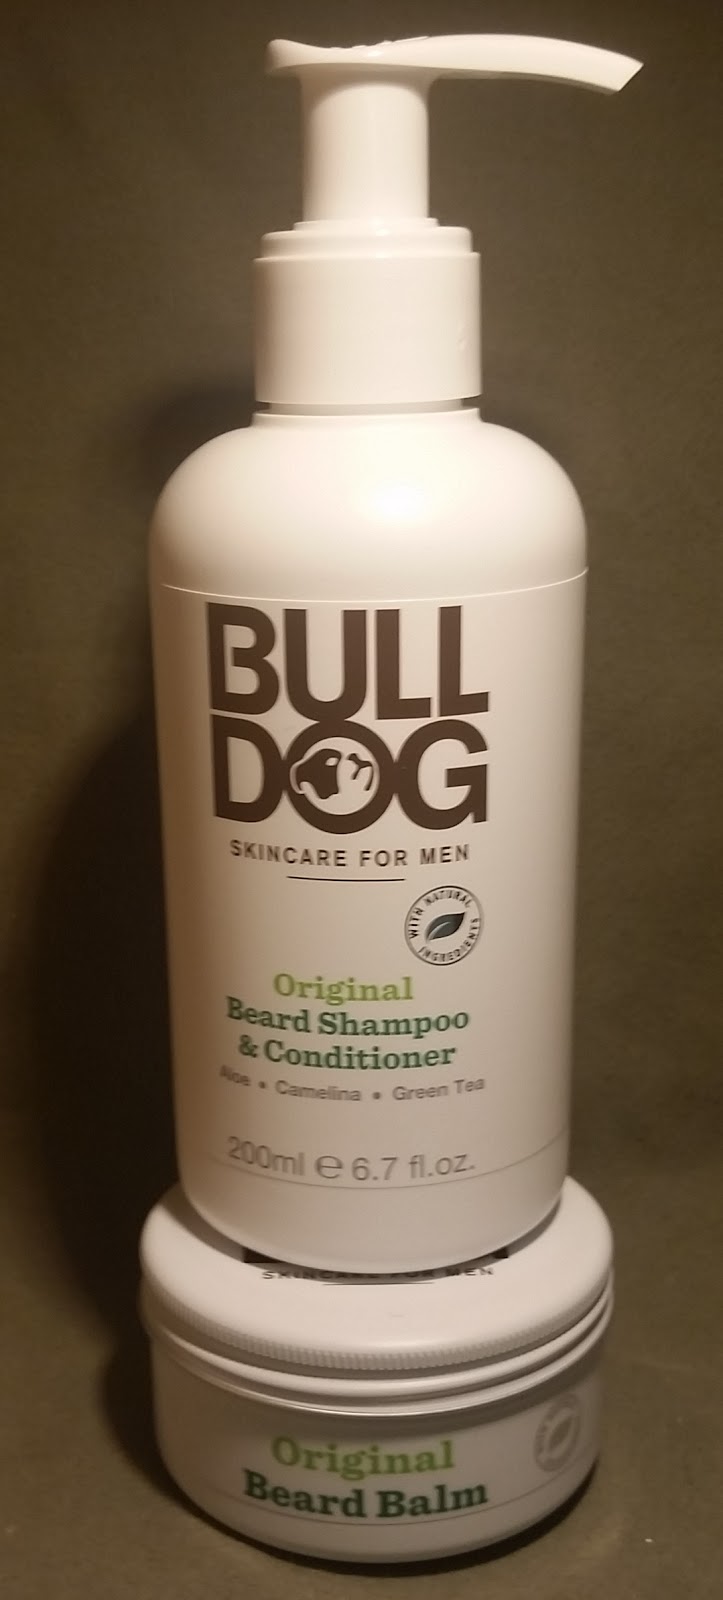 BULL
DOG
SKINCARE FOR MEN
WITH NATURAL INGREDIENTS
Original
Beard Shampoo
& Conditioner
Aloe • Camelina • Green Tea
200ml ℮ 6.7 fl.oz.
SKINCARE FOR MEN
Original
Beard Balm